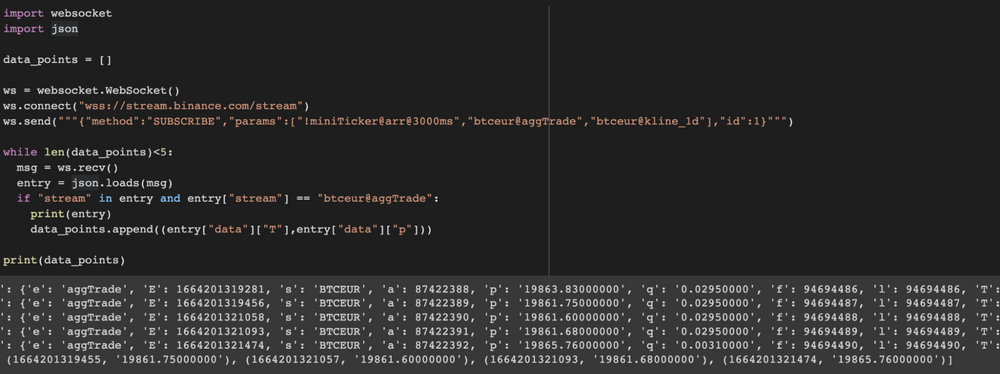 import websocket
import json
data_points = []
ws = websocket.WebSocket()
ws.connect("wss://stream.binance.com/stream")
ws.send("""{"method":"SUBSCRIBE","params":["!miniTicker@arr@3000ms","btceur@aggTrade","btceur@kline_1d"],"id":1}""")
while len(data_points)<5:
  msg = ws.recv()
  entry = json.loads(msg)
  if "stream" in entry and entry["stream"] == "btceur@aggTrade":
    print(entry)
    data_points.append((entry["data"]["T"],entry["data"]["p"]))
print(data_points)
': {'e': 'aggTrade', 'E': 1664201319281, 's': 'BTCEUR', 'a': 87422388, 'p': '19863.83000000', 'q': '0.02950000', 'f': 94694486, 'l': 94694486, 'T':
': {'e': 'aggTrade', 'E': 1664201319456, 's': 'BTCEUR', 'a': 87422389, 'p': '19861.75000000', 'q': '0.02950000', 'f': 94694487, 'l': 94694487, 'T':
': {'e': 'aggTrade', 'E': 1664201321058, 's': 'BTCEUR', 'a': 87422390, 'p': '19861.60000000', 'q': '0.02950000', 'f': 94694488, 'l': 94694488, 'T':
': {'e': 'aggTrade', 'E': 1664201321093, 's': 'BTCEUR', 'a': 87422391, 'p': '19861.68000000', 'q': '0.02950000', 'f': 94694489, 'l': 94694489, 'T':
': {'e': 'aggTrade', 'E': 1664201321474, 's': 'BTCEUR', 'a': 87422392, 'p': '19865.76000000', 'q': '0.00310000', 'f': 94694490, 'l': 94694490, 'T':
(1664201319455, '19861.75000000'), (1664201321057, '19861.60000000'), (1664201321093, '19861.68000000'), (1664201321474, '19865.76000000')]